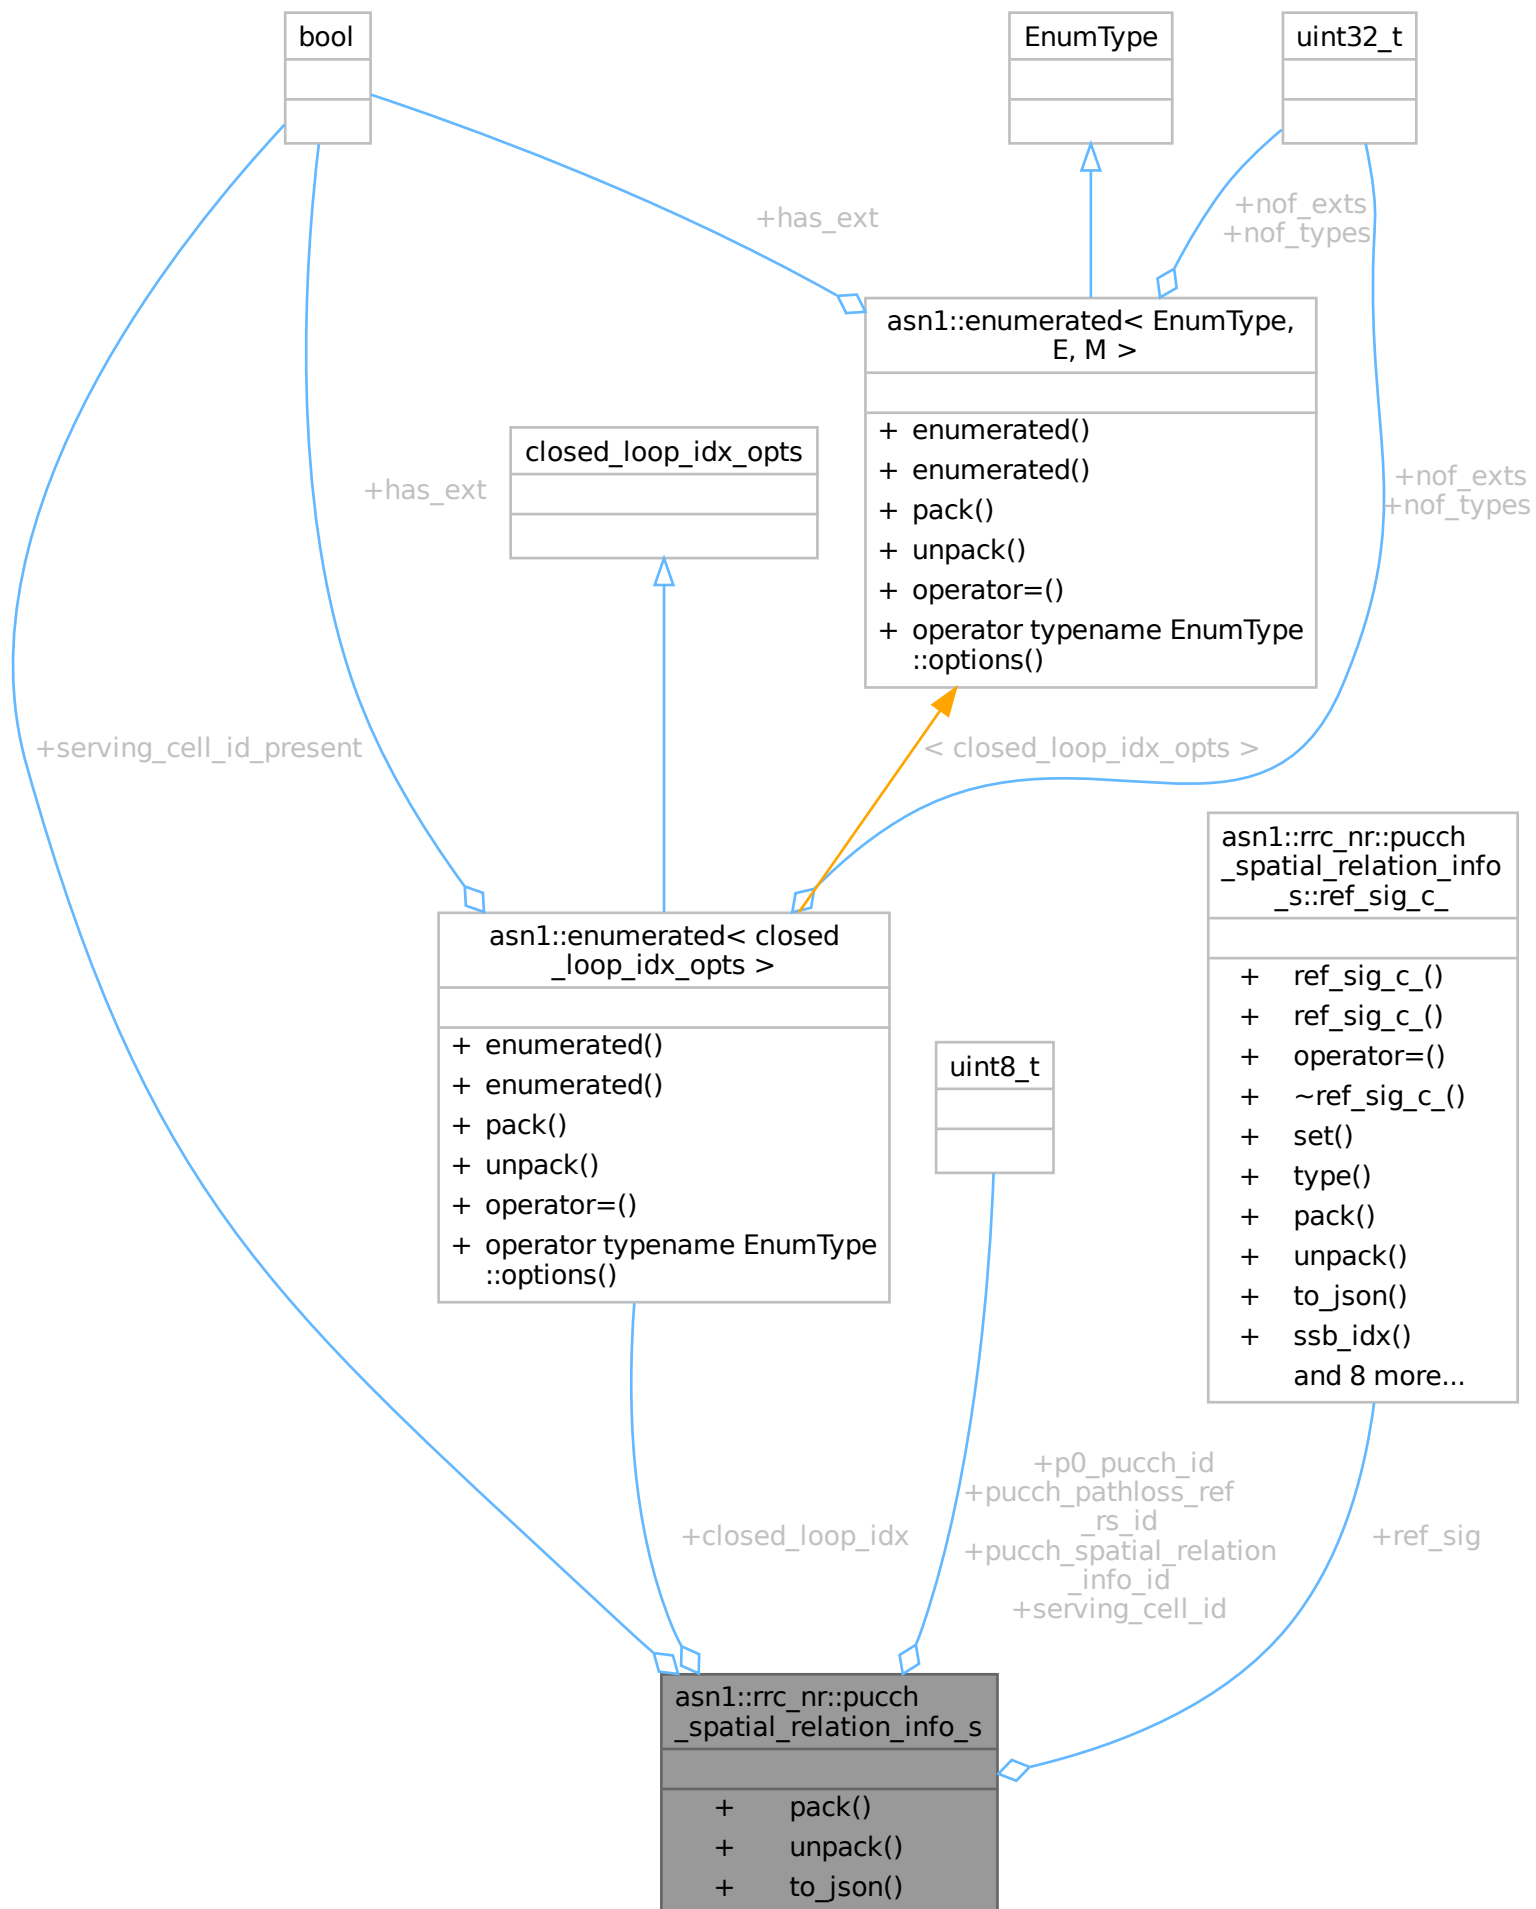 bool
EnumType
uint32_t
+has_ext
+nof_exts
+nof_types
asn1::enumerated< EnumType,
E, M >
+ enumerated()
+ enumerated()
+ pack()
+ unpack()
+ operator=()
+ operator typename EnumType
::options()
closed_loop_idx_opts
+has_ext
+nof_exts
+nof_types
+serving_cell_id_present
< closed_loop_idx_opts >
asn1::rrc_nr::pucch
_spatial_relation_info
_s::ref_sig_c_
+ ref_sig_c_()
+ ref_sig_c_()
+ operator=()
+ ~ref_sig_c_()
+ set()
+ type()
+ pack()
+ unpack()
+ to_json()
+ ssb_idx()
and 8 more...
asn1::enumerated< closed
_loop_idx_opts >
+ enumerated()
+ enumerated()
+ pack()
+ unpack()
+ operator=()
+ operator typename EnumType
::options()
uint8_t
+closed_loop_idx
+p0_pucch_id
+pucch_pathloss_ref
_rs_id
+pucch_spatial_relation
_info_id
+serving_cell_id
+ref_sig
asn1::rrc_nr::pucch
_spatial_relation_info_s
+ pack()
+ unpack()
+ to_json()